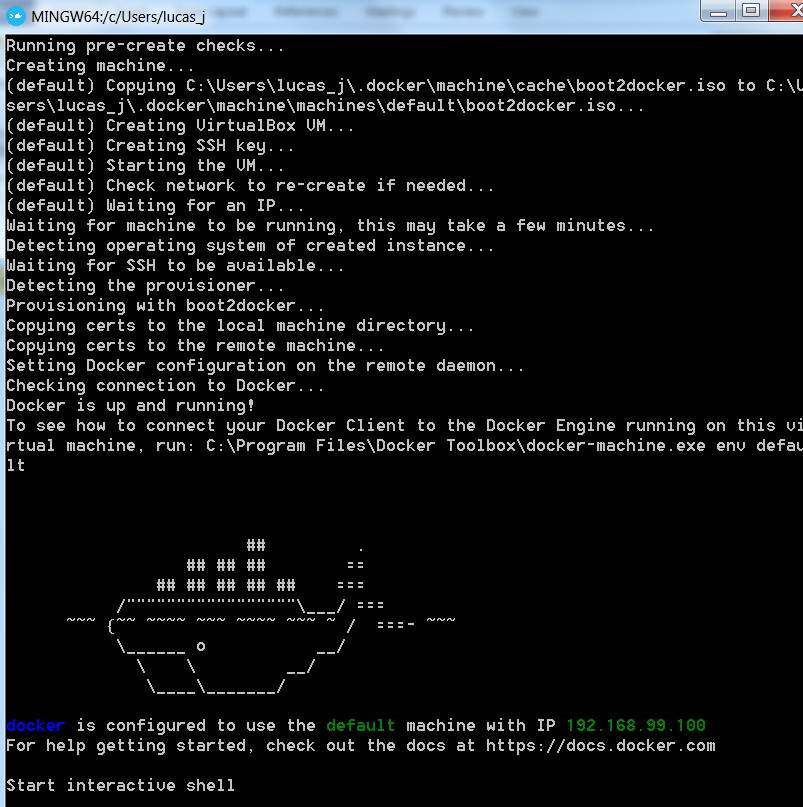 MINGW64:/c/Users/lucas_j
Running pre-create checks...
Creating machine...
(default) Copying C:\Users\lucas_j\.docker\machine\cache\boot2docker.iso to C:\U
sers\lucas_j\.docker\machine\machines\default\boot2docker.iso...
(default) Creating VirtualBox VM...
(default) Creating SSH key...
(default) Starting the VM...
(default) Check network to re-create if needed...
(default) Waiting for an IP...
Waiting for machine to be running, this may take a few minutes...
Detecting operating system of created instance...
Waiting for SSH to be available...
Detecting the provisioner...
Provisioning with boot2docker...
Copying certs to the local machine directory...
Copying certs to the remote machine...
Setting Docker configuration on the remote daemon...
Checking connection to Docker...
Docker is up and running!
To see how to connect your Docker Client to the Docker Engine running on this vi
rtual machine, run: C:\Program Files\Docker Toolbox\docker-machine.exe env defau
lt
                        ##         .
                  ## ## ##        ==
               ## ## ## ## ##    ===
           /"""""""""""""""""\___/ ===
      ~~~ {~~ ~~~~ ~~~ ~~~~ ~~~ ~ /  ===- ~~~
           \______ o           __/
             \    \         __/
              \____\_______/
docker is configured to use the default machine with IP 192.168.99.100
For help getting started, check out the docs at https://docs.docker.com
Start interactive shell